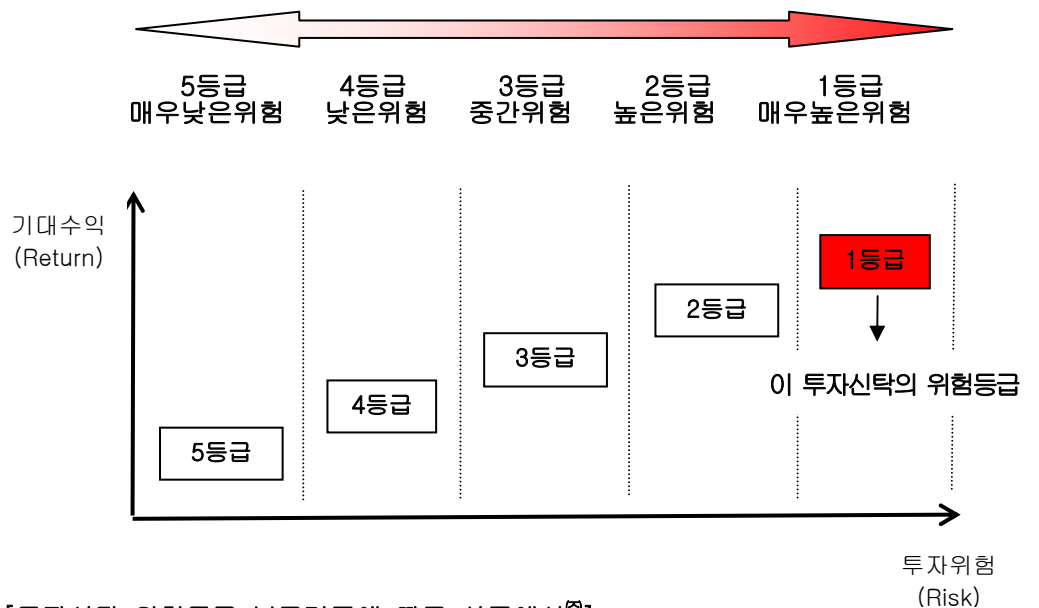 5등급 4등급 3등급 2등급 1등급
매우낮은위험 낮은위험 중간위험 높은위험 매우높은위험
기대수익
(Return)
1등급
2등급
3등급
이 투자신탁의 위험등급
4등급
5등급
투자위험
(Risk)